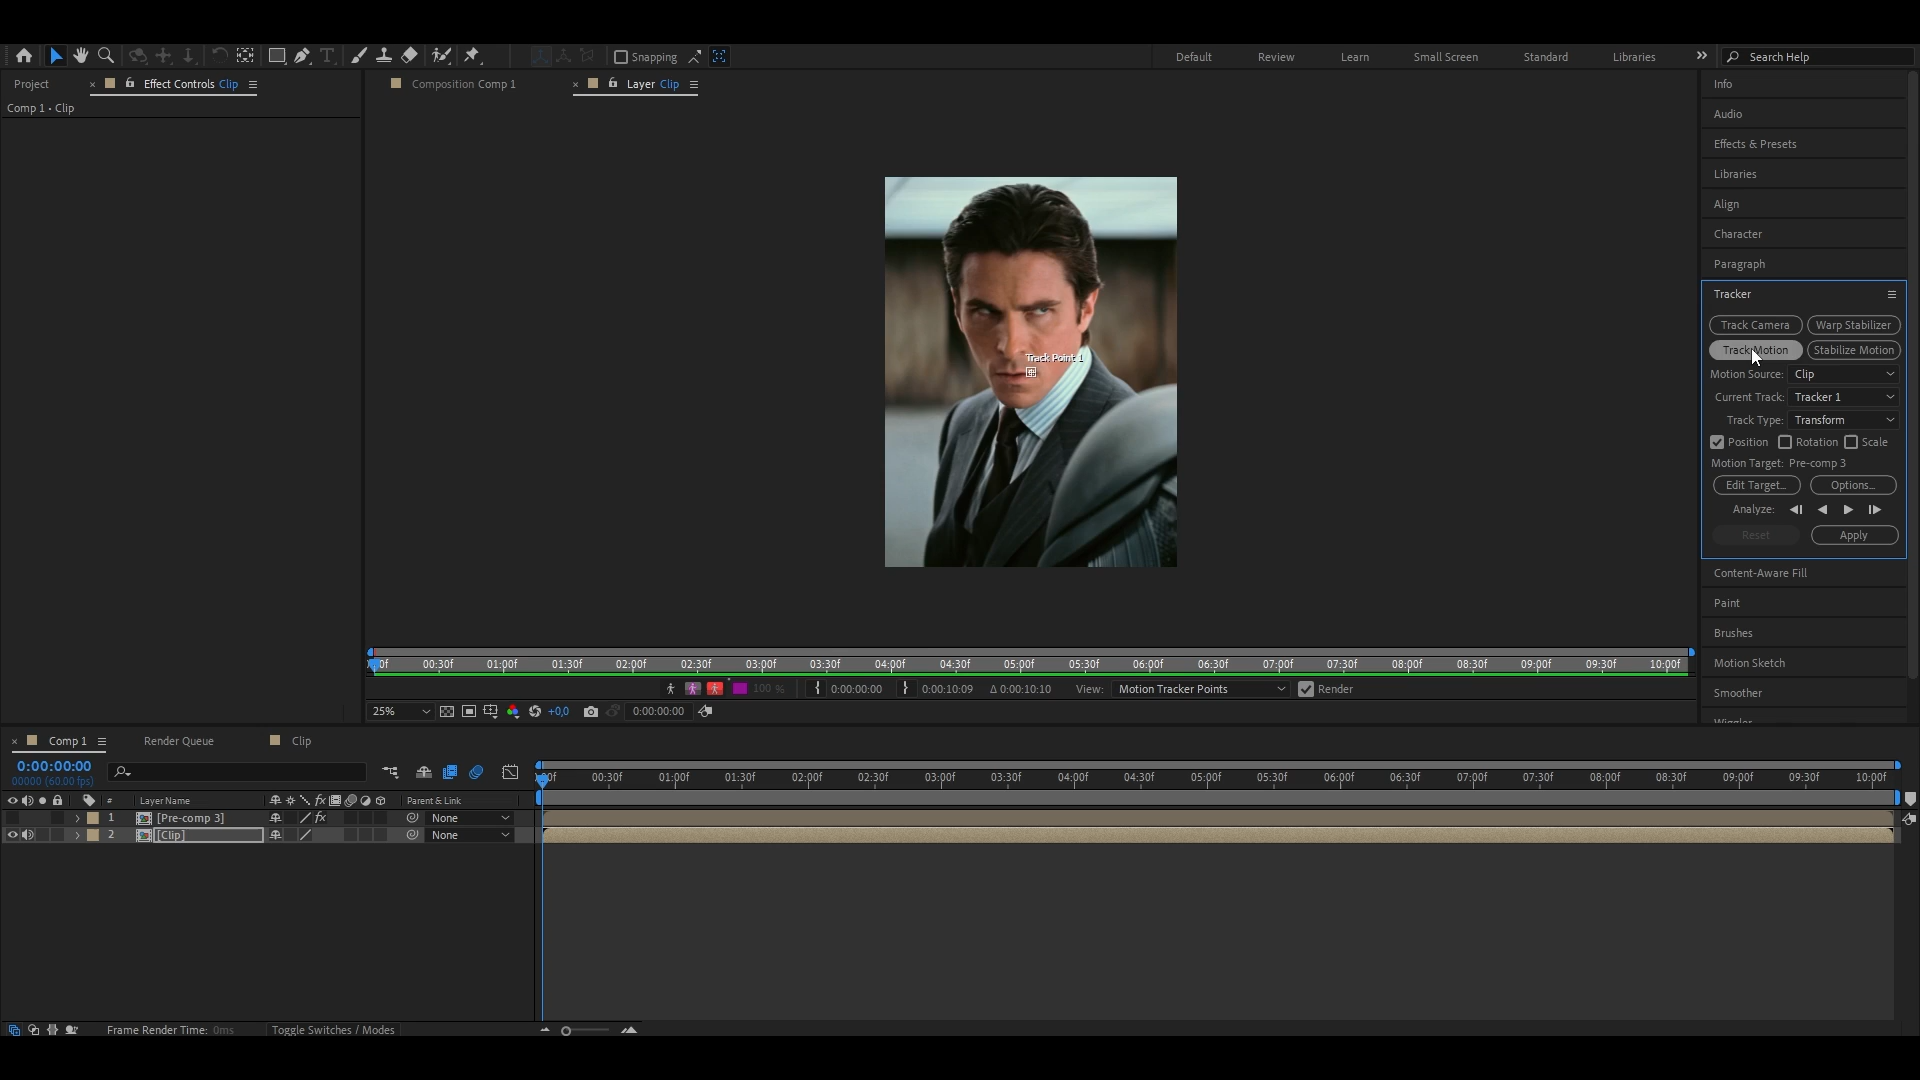 Snapping
Default
Review
Learn
Small Screen
Standard
Libraries
Search Help
Project
Effect Controls Clip
Composition Comp 1
Layer Clip
Comp 1 • Clip
Info
Audio
Effects & Presets
Libraries
Align
Character
Paragraph
Tracker
Track Camera
Warp Stabilizer
Track Motion
Stabilize Motion
Motion Source: Clip
Current Track: Tracker 1
Track Type: Transform
Position
Rotation
Scale
Motion Target: Pre-comp 3
Edit Target...
Options...
Analyze:
Reset
Apply
Content-Aware Fill
Paint
Brushes
Motion Sketch
Smoother
Wiggler
Track Point 1
00f 00:30f 01:00f 01:30f 02:00f 02:30f 03:00f 03:30f 04:00f 04:30f 05:00f 05:30f 06:00f 06:30f 07:00f 07:30f 08:00f 08:30f 09:00f 09:30f 10:00f
100 % 0:00:00:00 0:00:10:09 Δ 0:00:10:10 View: Motion Tracker Points Render
25% +0,0 0:00:00:00
Comp 1
Render Queue
Clip
0:00:00:00
00000 (60.00 fps)
00f 00:30f 01:00f 01:30f 02:00f 02:30f 03:00f 03:30f 04:00f 04:30f 05:00f 05:30f 06:00f 06:30f 07:00f 07:30f 08:00f 08:30f 09:00f 09:30f 10:00f
# Layer Name fx Parent & Link
1 [Pre-comp 3] fx None
2 [Clip] None
Frame Render Time: 0ms
Toggle Switches / Modes